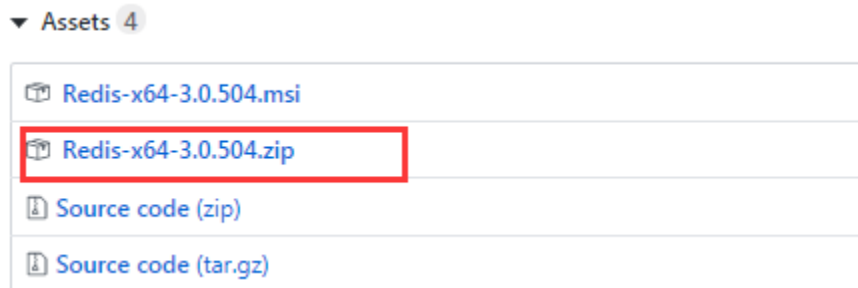 Assets 4
Redis-x64-3.0.504.msi
Redis-x64-3.0.504.zip
Source code (zip)
Source code (tar.gz)